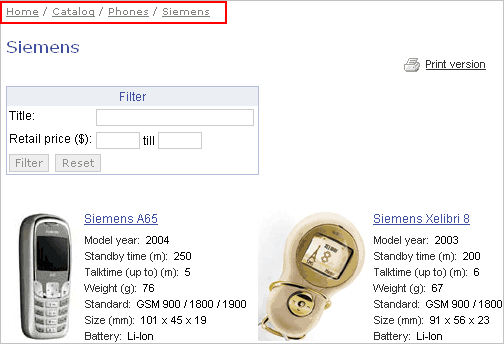 Home / Catalog / Phones / Siemens
Siemens
Print version
Filter
Title:
Retail price ($): till
Filter Reset
Siemens A65
Model year: 2004
Standby time (m): 250
Talktime (up to) (m): 5
Weight (g): 76
Standard: GSM 900 / 1800 / 1900
Size (mm): 101 x 45 x 19
Battery: Li-Ion
Siemens Xelibri 8
Model year: 2003
Standby time (m): 200
Talktime (up to) (m): 6
Weight (g): 67
Standard: GSM 900 / 1800
Size (mm): 91 x 56 x 23
Battery: Li-Ion